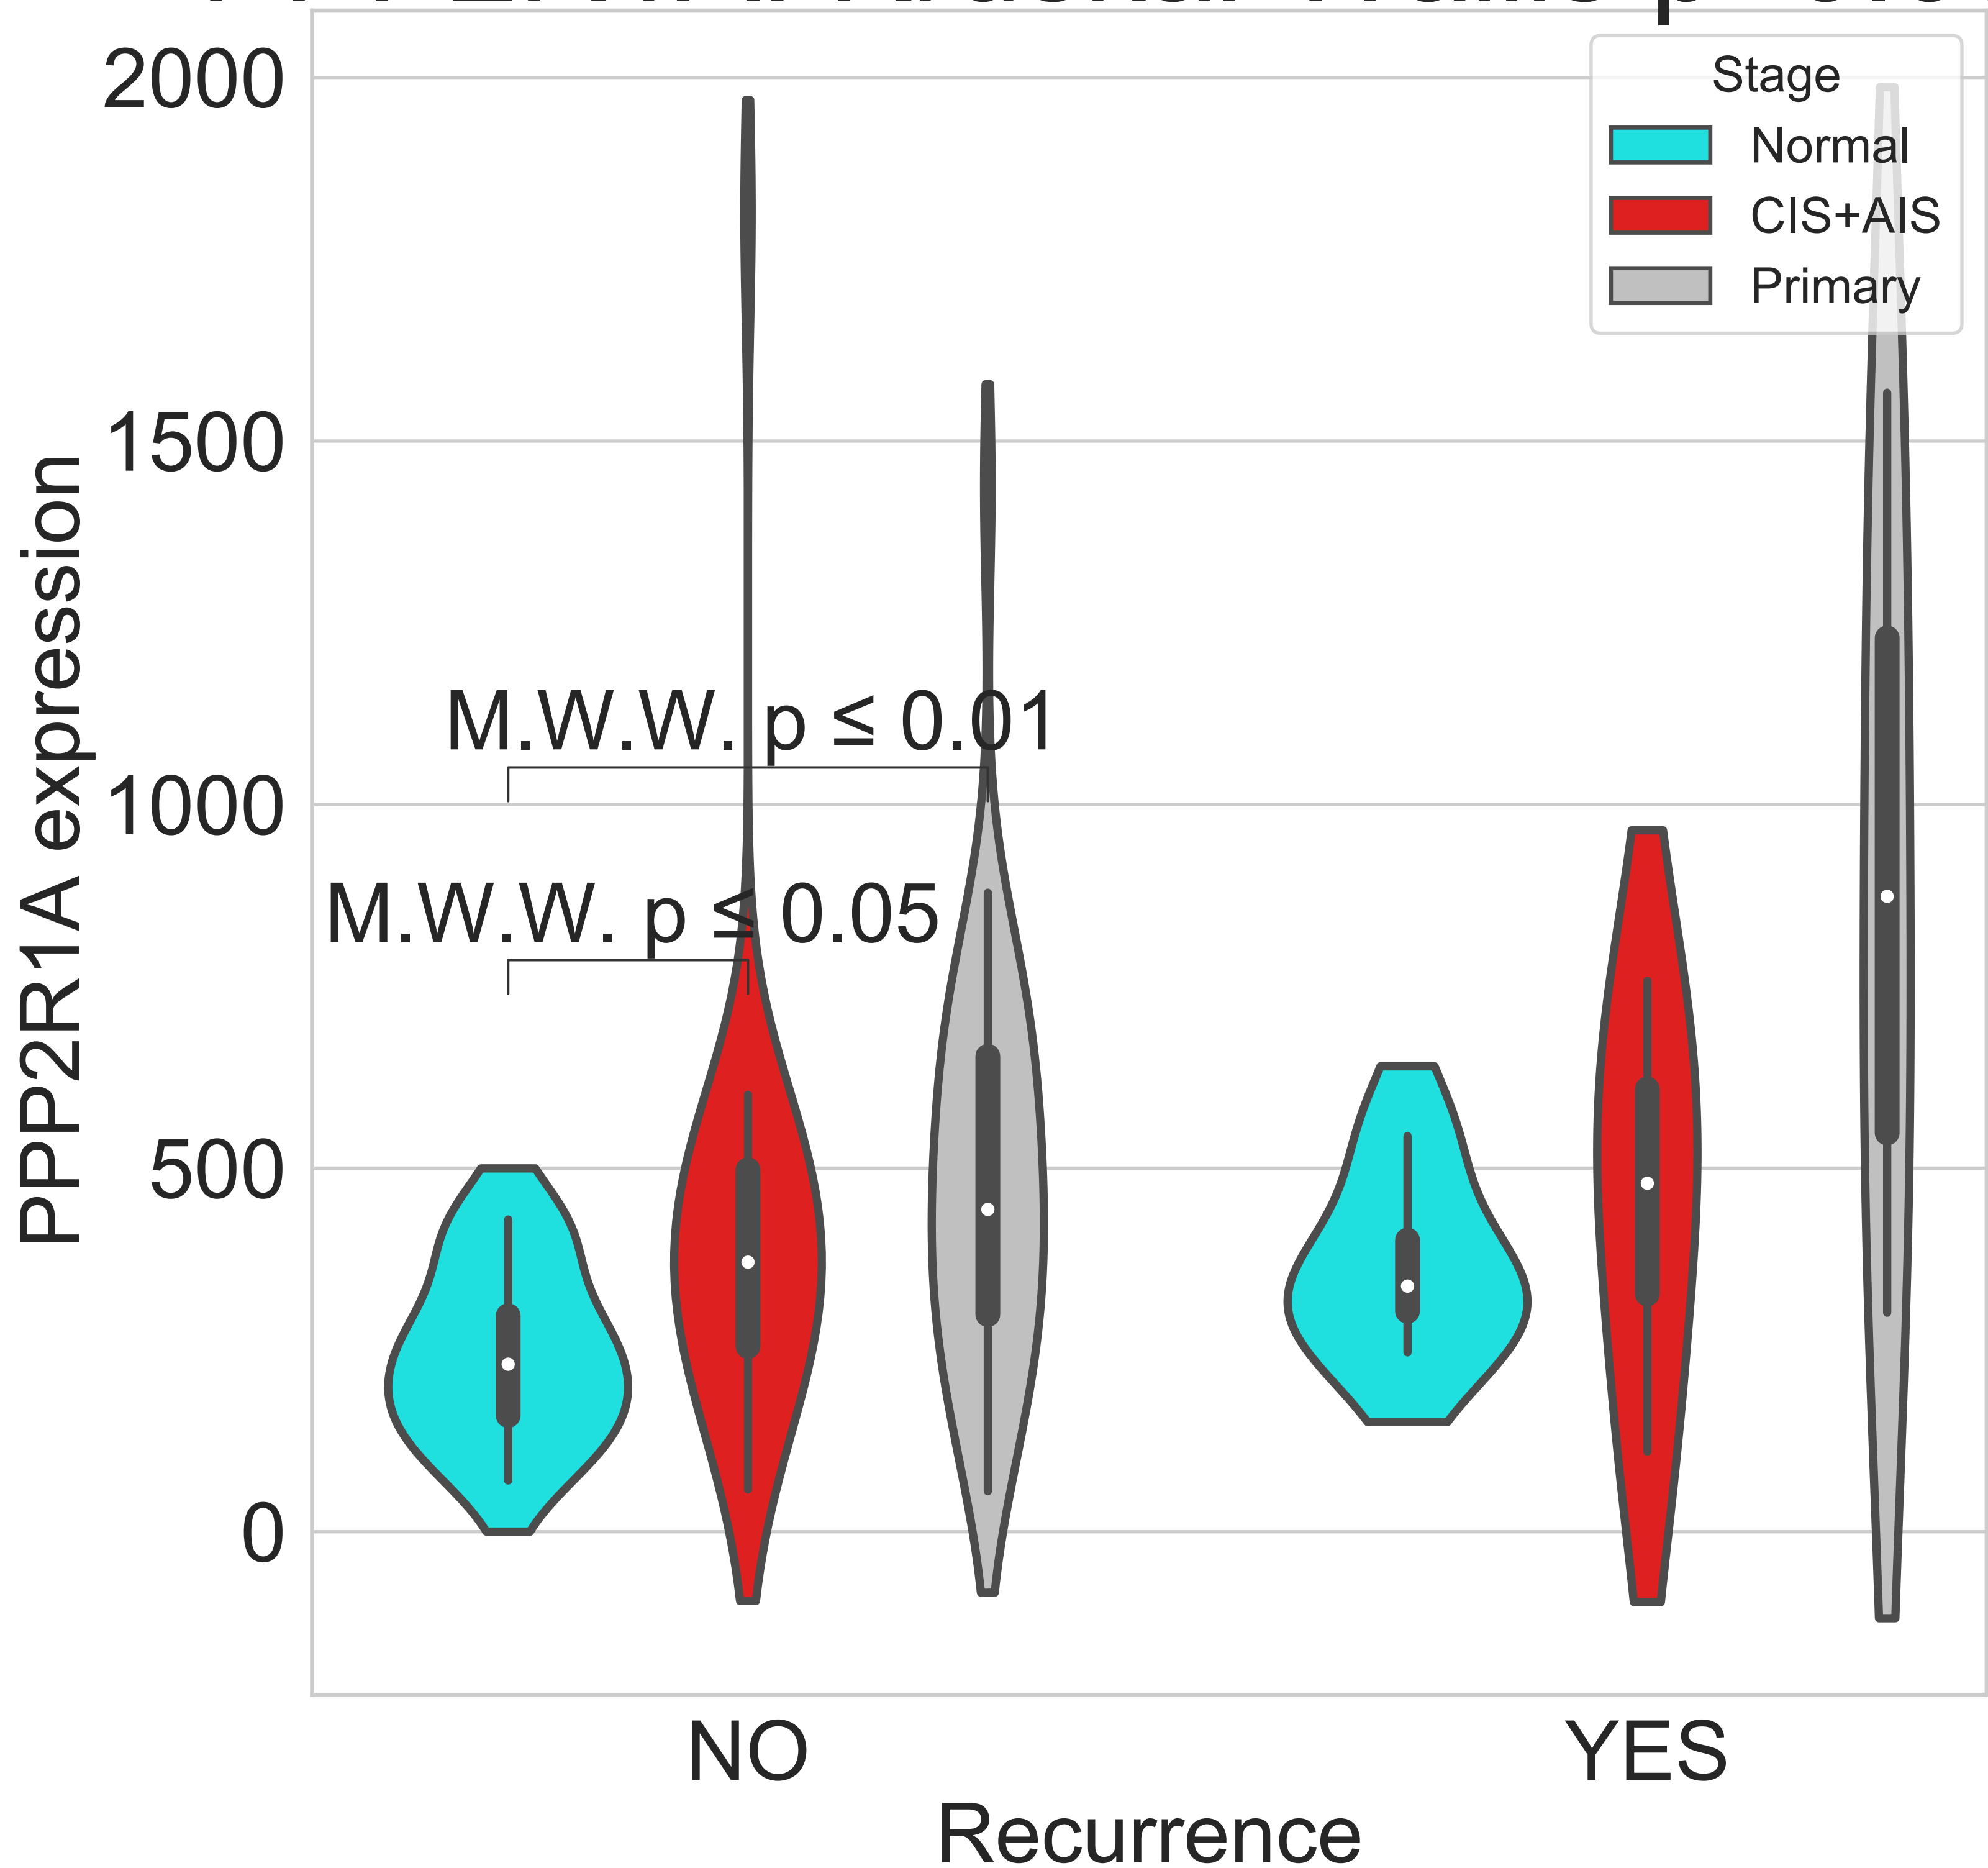 2000
Stage
Normal
CIS+AIS
Primary
1500
M.W.W. p ≤ 0.01
1000
M.W.W. p ≤ 0.05
500
0
PPP2R1A expression
NO
YES
Recurrence